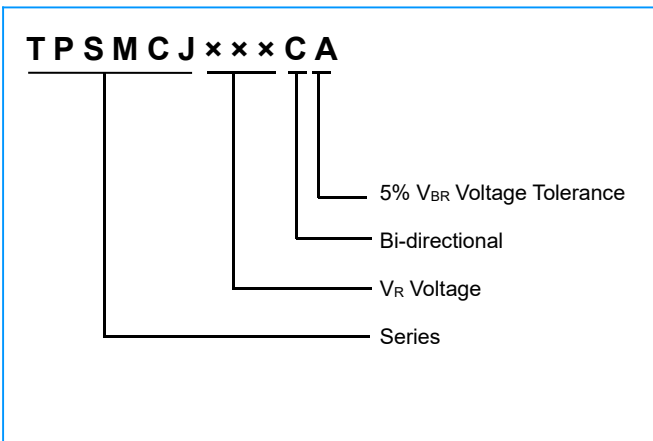 TPSMCJ×××CA
5% VBR Voltage Tolerance
Bi-directional
VR Voltage
Series